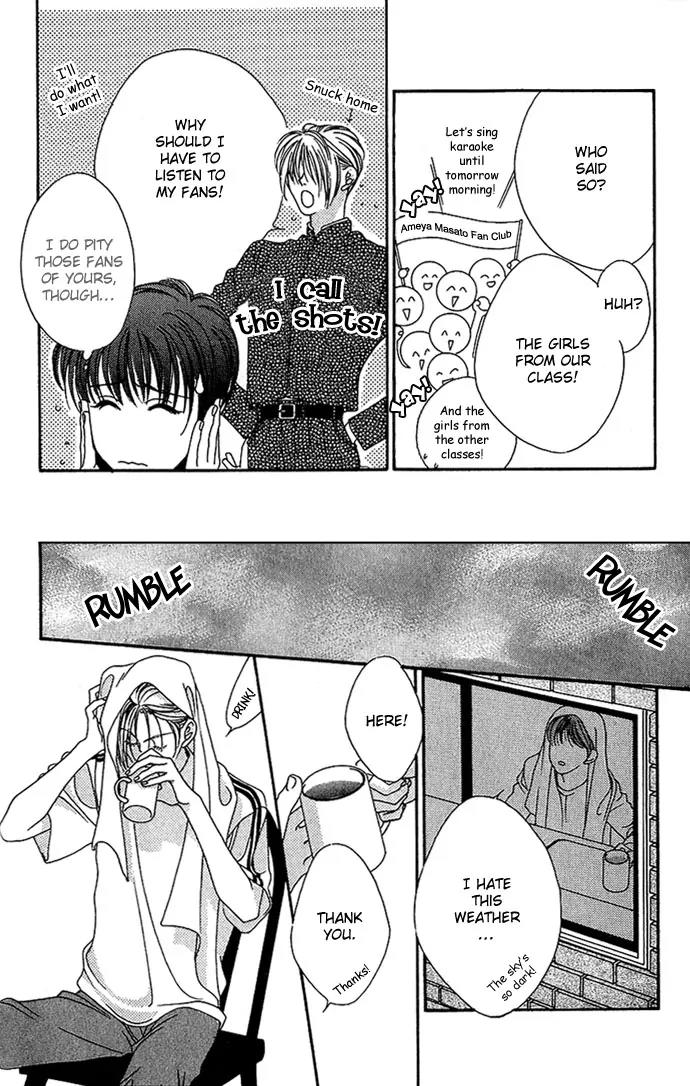 WHO
SAID
SO?
Let's sing
karaoke
until
tomorrow
morning!
yay!
Ameya Masato Fan Club
HUH?
THE GIRLS
FROM OUR
CLASS!
yay!
And the
girls from
the other
classes!
Snuck home
WHY
SHOULD I
HAVE TO
LISTEN TO
MY FANS!
I'll
do what
I want!
I call
the shots!
I DO PITY
THOSE FANS
OF YOURS,
THOUGH...
RUMBLE
RUMBLE
I HATE
THIS
WEATHER
...
The sky's
so dark!
HERE!
THANK
YOU.
Thanks!
DRINK!